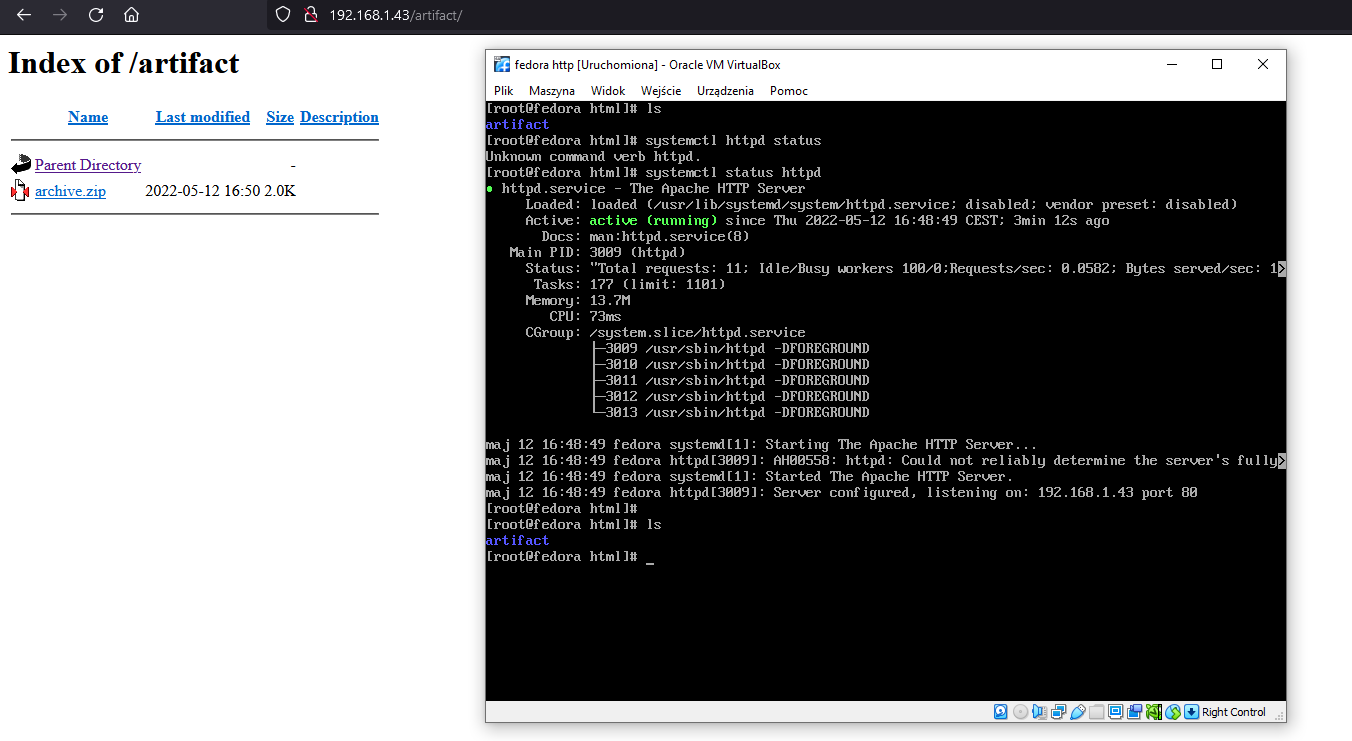 192.168.1.43/artifact/
Index of /artifact
Name Last modified Size Description
Parent Directory -
archive.zip 2022-05-12 16:50 2.0K
fedora http [Uruchomiona] - Oracle VM VirtualBox
Plik Maszyna Widok Wejście Urządzenia Pomoc
[root@fedora html]# ls
artifact
[root@fedora html]# systemctl httpd status
Unknown command verb httpd.
[root@fedora html]# systemctl status httpd
● httpd.service - The Apache HTTP Server
Loaded: loaded (/usr/lib/systemd/system/httpd.service; disabled; vendor preset: disabled)
Active: active (running) since Thu 2022-05-12 16:48:49 CEST; 3min 12s ago
Docs: man:httpd.service(8)
Main PID: 3009 (httpd)
Status: "Total requests: 11; Idle/Busy workers 100/0;Requests/sec: 0.0582; Bytes served/sec: 1>
Tasks: 177 (limit: 1101)
Memory: 13.7M
CPU: 73ms
CGroup: /system.slice/httpd.service
├─3009 /usr/sbin/httpd -DFOREGROUND
├─3010 /usr/sbin/httpd -DFOREGROUND
├─3011 /usr/sbin/httpd -DFOREGROUND
├─3012 /usr/sbin/httpd -DFOREGROUND
└─3013 /usr/sbin/httpd -DFOREGROUND
maj 12 16:48:49 fedora systemd[1]: Starting The Apache HTTP Server...
maj 12 16:48:49 fedora httpd[3009]: AH00558: httpd: Could not reliably determine the server's fully>
maj 12 16:48:49 fedora systemd[1]: Started The Apache HTTP Server.
maj 12 16:48:49 fedora httpd[3009]: Server configured, listening on: 192.168.1.43 port 80
[root@fedora html]#
[root@fedora html]# ls
artifact
[root@fedora html]# _
Right Control